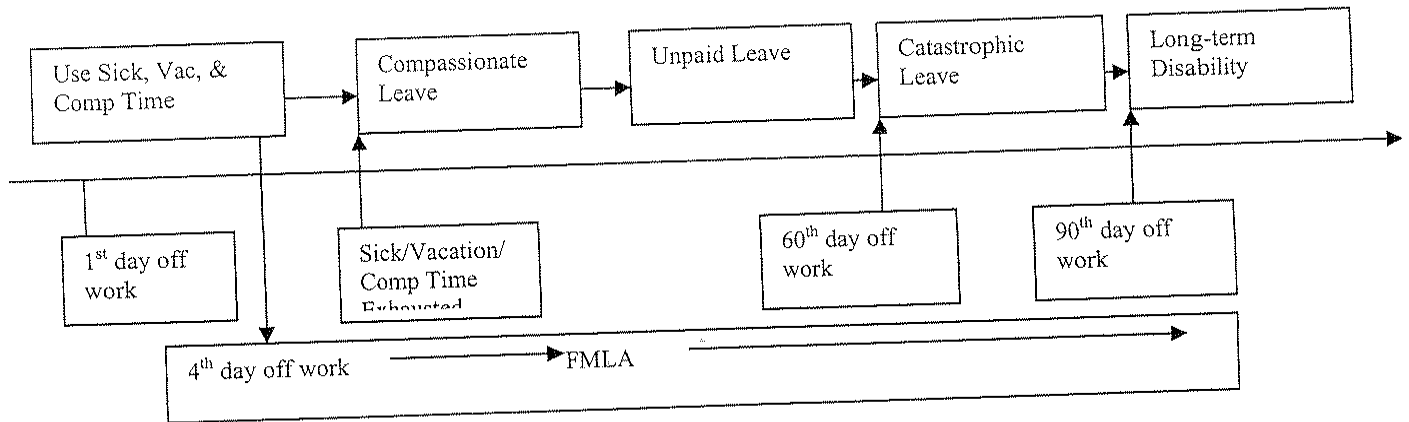 Use Sick, Vac, &
Comp Time
Compassionate
Leave
Unpaid Leave
Catastrophic
Leave
Long-term
Disability
1st day off
work
Sick/Vacation/
Comp Time
Exhausted
60th day off
work
90th day off
work
4th day off work
FMLA